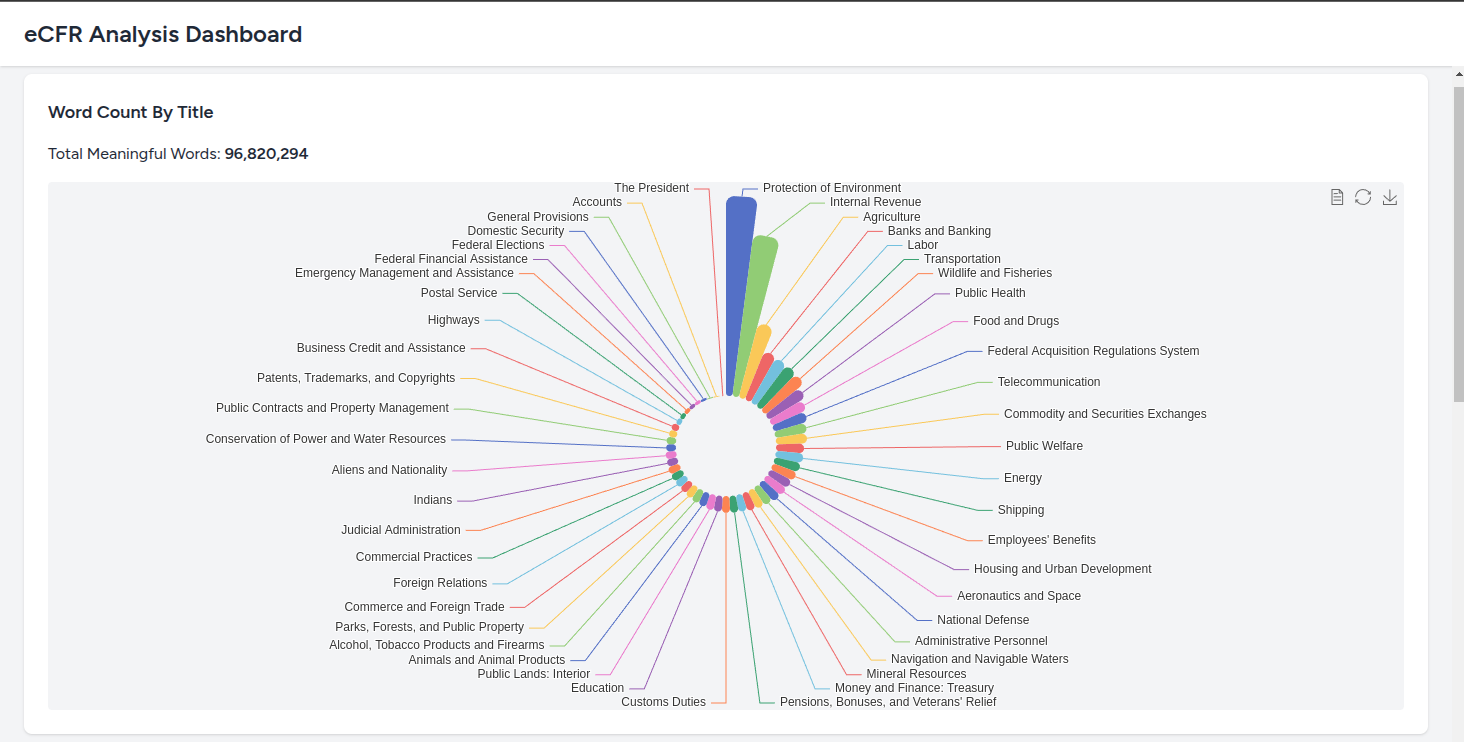 eCFR Analysis Dashboard
Word Count By Title
Total Meaningful Words: 96,820,294
The President
Accounts
General Provisions
Domestic Security
Federal Elections
Federal Financial Assistance
Emergency Management and Assistance
Postal Service
Highways
Business Credit and Assistance
Patents, Trademarks, and Copyrights
Public Contracts and Property Management
Conservation of Power and Water Resources
Aliens and Nationality
Indians
Judicial Administration
Commercial Practices
Foreign Relations
Commerce and Foreign Trade
Parks, Forests, and Public Property
Alcohol, Tobacco Products and Firearms
Animals and Animal Products
Public Lands: Interior
Education
Customs Duties
Protection of Environment
Internal Revenue
Agriculture
Banks and Banking
Labor
Transportation
Wildlife and Fisheries
Public Health
Food and Drugs
Federal Acquisition Regulations System
Telecommunication
Commodity and Securities Exchanges
Public Welfare
Energy
Shipping
Employees' Benefits
Housing and Urban Development
Aeronautics and Space
National Defense
Administrative Personnel
Navigation and Navigable Waters
Mineral Resources
Money and Finance: Treasury
Pensions, Bonuses, and Veterans' Relief